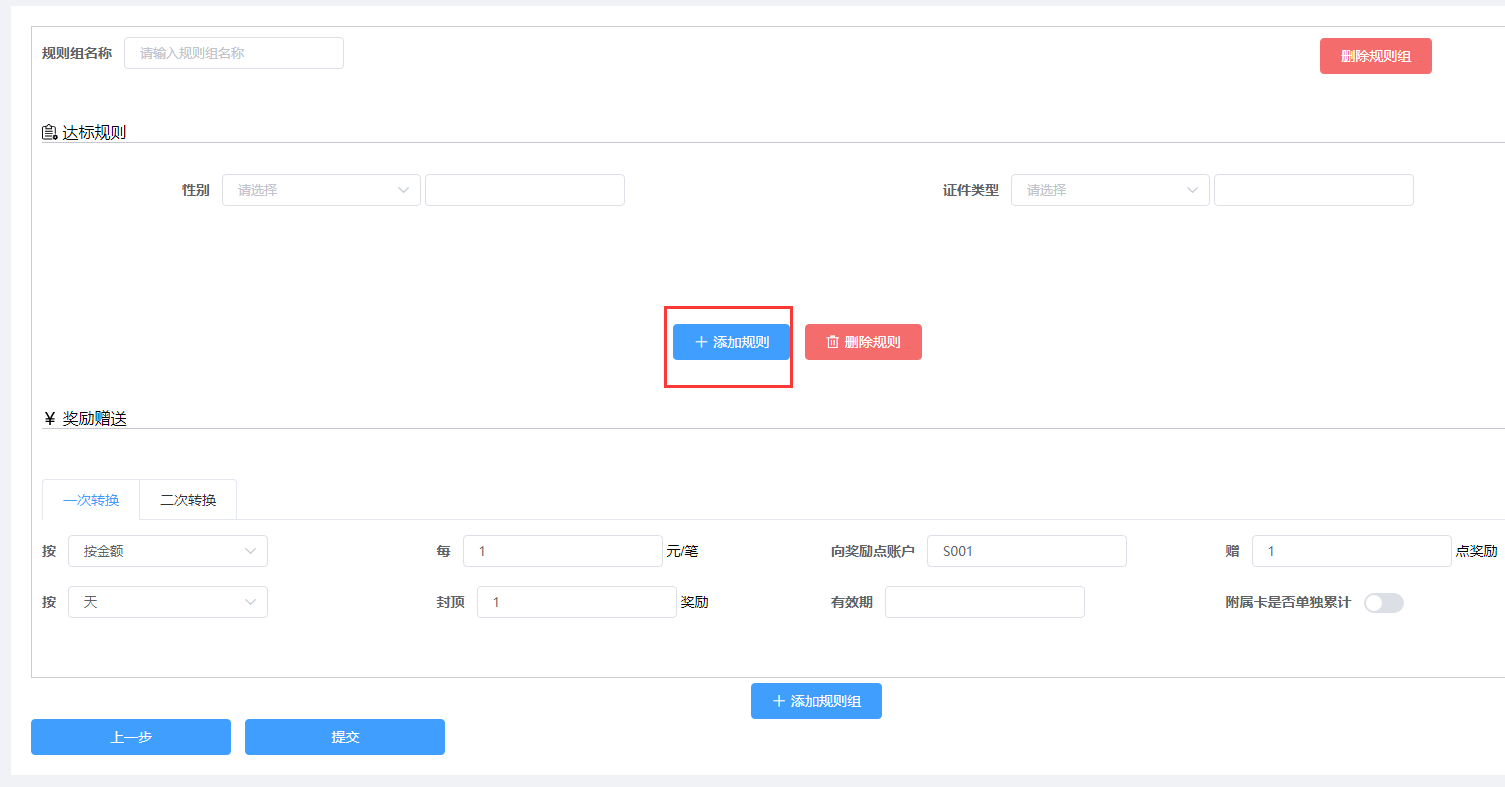 规则组名称 请输入规则组名称 删除规则组
达标规则
性别 请选择 证件类型 请选择
添加规则 删除规则
¥ 奖励赠送
一次转换 二次转换
按 按金额 每 1 元/笔 向奖励点账户 S001 赠 1 点奖励
按 天 封顶 1 奖励 有效期 附属卡是否单独累计
添加规则组
上一步 提交